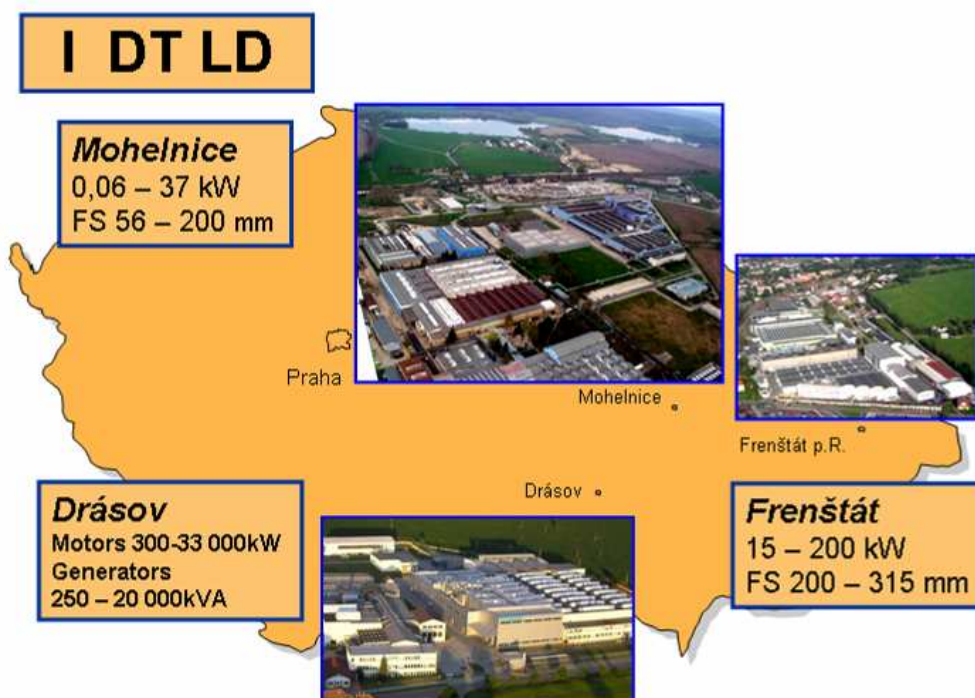 I DT LD
Mohelnice
0,06 – 37 kW
FS 56 – 200 mm
Praha
Mohelnice
Frenštát p.R.
Drásov
Drásov
Motors 300-33 000kW
Generators
250 – 20 000kVA
Frenštát
15 – 200 kW
FS 200 – 315 mm